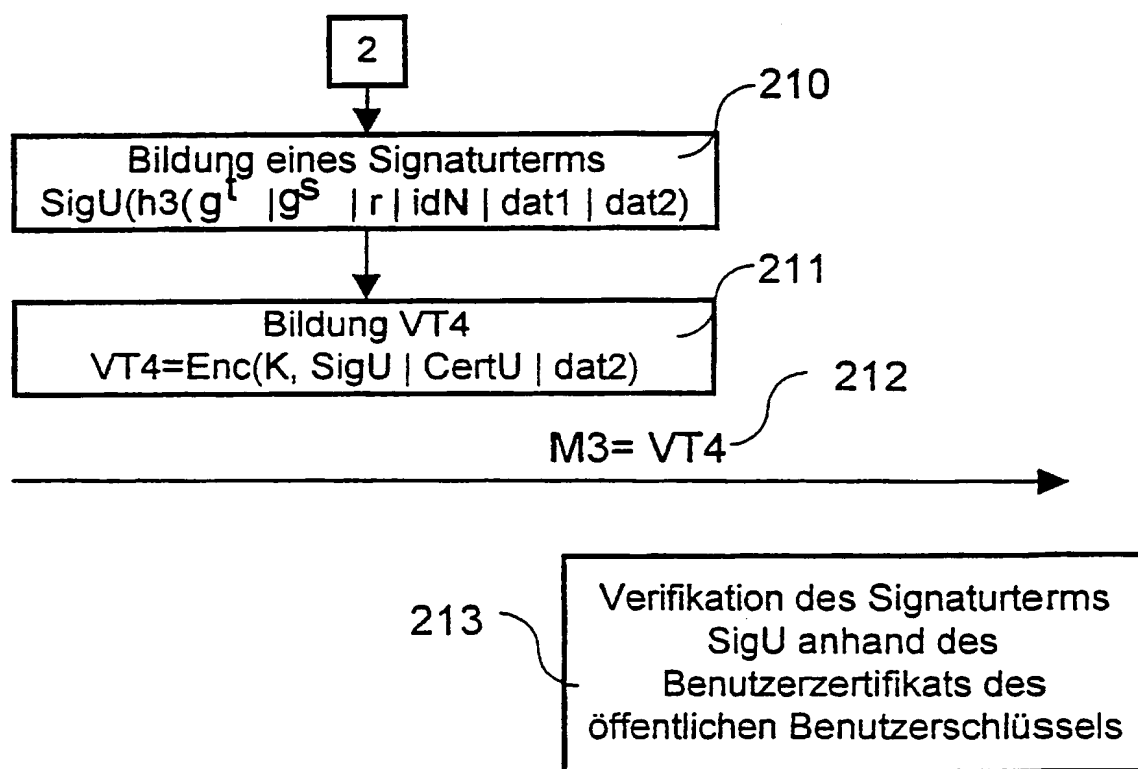 2
210
Bildung eines Signaturterms
SigU(h3( g^t |g^s | r | idN | dat1 | dat2)
211
Bildung VT4
VT4=Enc(K, SigU | CertU | dat2)
212
M3= VT4
213
Verifikation des Signaturterms
SigU anhand des
Benutzerzertifikats des
öffentlichen Benutzerschlüssels